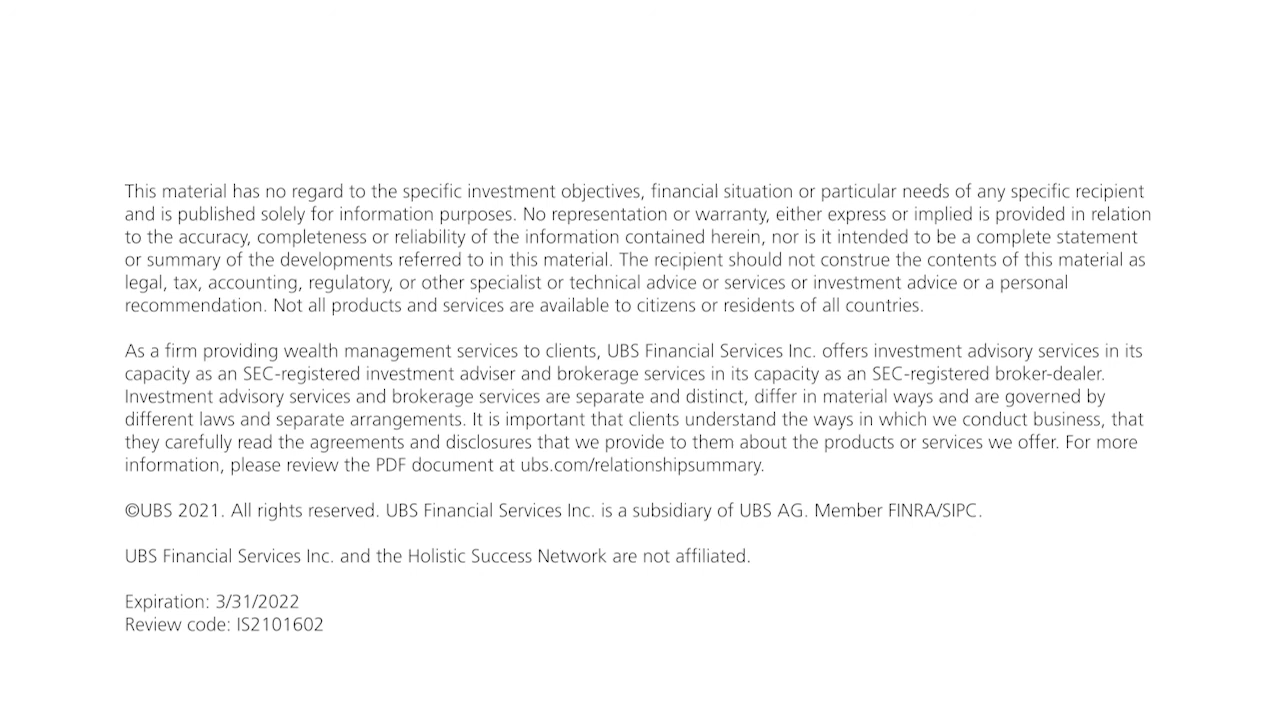 This material has no regard to the specific investment objectives, financial situation or particular needs of any specific recipient
and is published solely for information purposes. No representation or warranty, either express or implied is provided in relation
to the accuracy, completeness or reliability of the information contained herein, nor is it intended to be a complete statement
or summary of the developments referred to in this material. The recipient should not construe the contents of this material as
legal, tax, accounting, regulatory, or other specialist or technical advice or services or investment advice or a personal
recommendation. Not all products and services are available to citizens or residents of all countries.
As a firm providing wealth management services to clients, UBS Financial Services Inc. offers investment advisory services in its
capacity as an SEC-registered investment adviser and brokerage services in its capacity as an SEC-registered broker-dealer.
Investment advisory services and brokerage services are separate and distinct, differ in material ways and are governed by
different laws and separate arrangements. It is important that clients understand the ways in which we conduct business, that
they carefully read the agreements and disclosures that we provide to them about the products or services we offer. For more
information, please review the PDF document at ubs.com/relationshipsummary.
©UBS 2021. All rights reserved. UBS Financial Services Inc. is a subsidiary of UBS AG. Member FINRA/SIPC.
UBS Financial Services Inc. and the Holistic Success Network are not affiliated.
Expiration: 3/31/2022
Review code: IS2101602